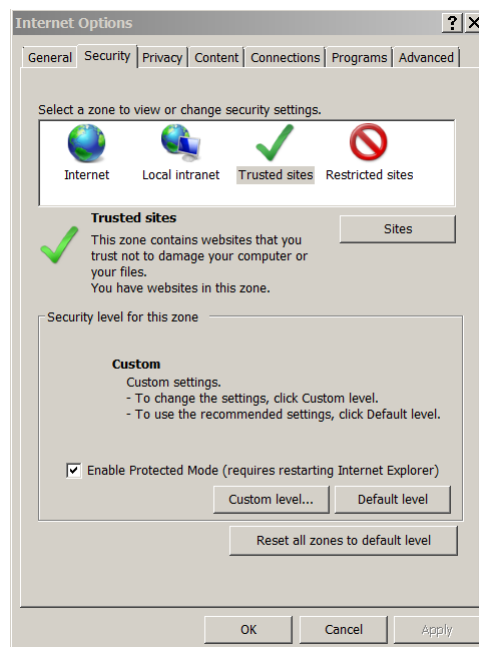 Internet Options
?
General Security Privacy Content Connections Programs Advanced
Select a zone to view or change security settings.
Internet Local intranet Trusted sites Restricted sites
Trusted sites
Sites
This zone contains websites that you
trust not to damage your computer or
your files.
You have websites in this zone.
Security level for this zone
Custom
Custom settings.
- To change the settings, click Custom level.
- To use the recommended settings, click Default level.
Enable Protected Mode (requires restarting Internet Explorer)
Custom level... Default level
Reset all zones to default level
OK Cancel Apply